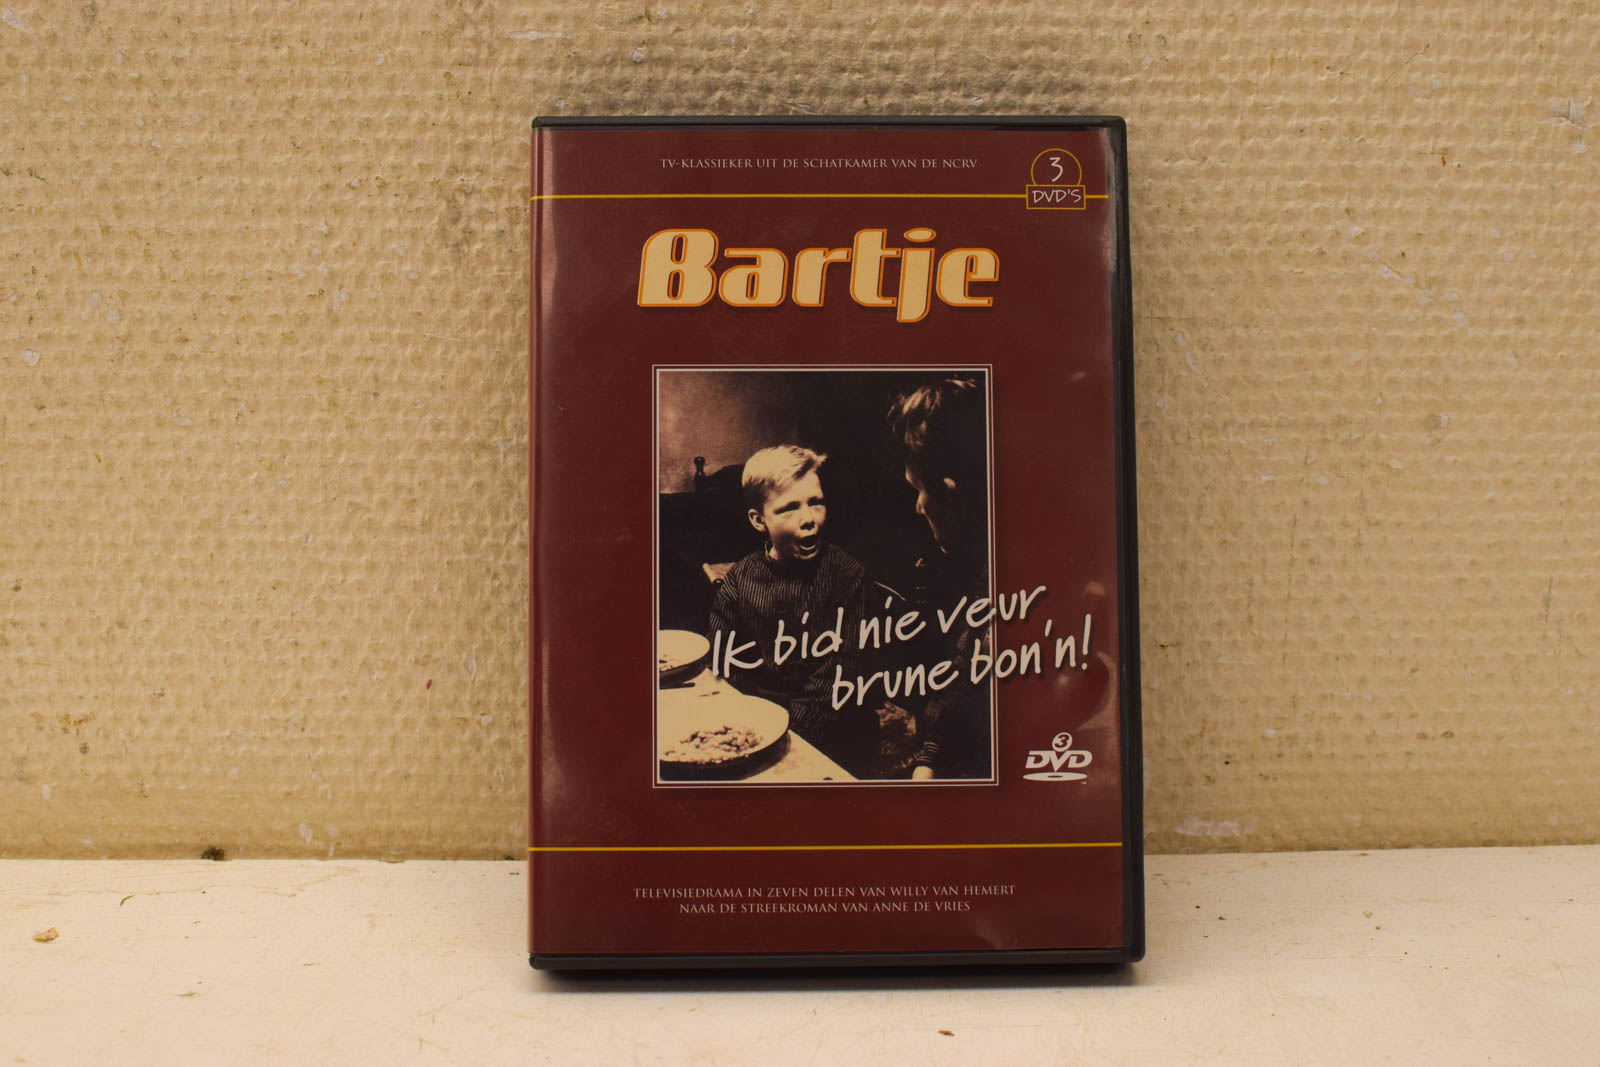 TV-KLASSIEKER UIT DE SCHATKAMER VAN DE NCRV
3
DVD'S
Bartje
Ik bid nie veur
brune bon'n!
3
DVD
TELEVISIEDRAMA IN ZEVEN DELEN VAN WILLY VAN HEMERT
NAAR DE STREEKROMAN VAN ANNE DE VRIES